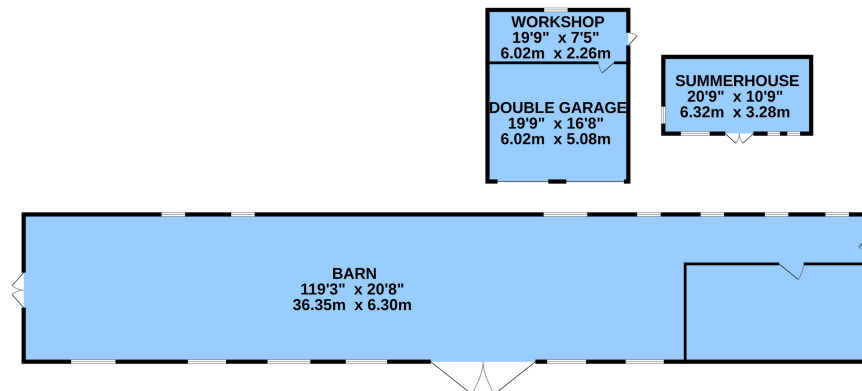 WORKSHOP
19'9" x 7'5"
6.02m x 2.26m
DOUBLE GARAGE
19'9" x 16'8"
6.02m x 5.08m
SUMMERHOUSE
20'9" x 10'9"
6.32m x 3.28m
BARN
119'3" x 20'8"
36.35m x 6.30m